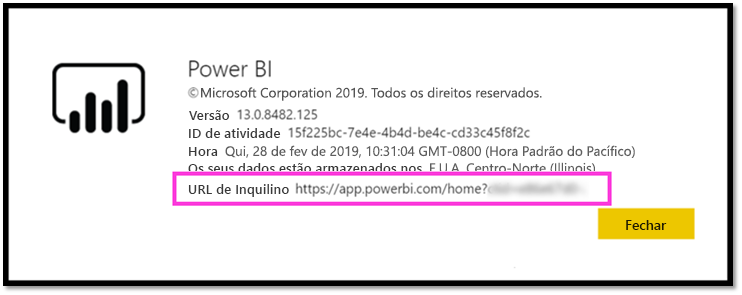 Power BI
©Microsoft Corporation 2019. Todos os direitos reservados.
Versão 13.0.8482.125
ID de atividade 15f225bc-7e4e-4b4d-be4c-cd33c45f8f2c
Hora Qui, 28 de fev de 2019, 10:31:04 GMT-0800 (Hora Padrão do Pacífico)
Os seus dados estão armazenados nos E.U.A. Centro-Norte (Illinois)
URL de Inquilino https://app.powerbi.com/home?
Fechar